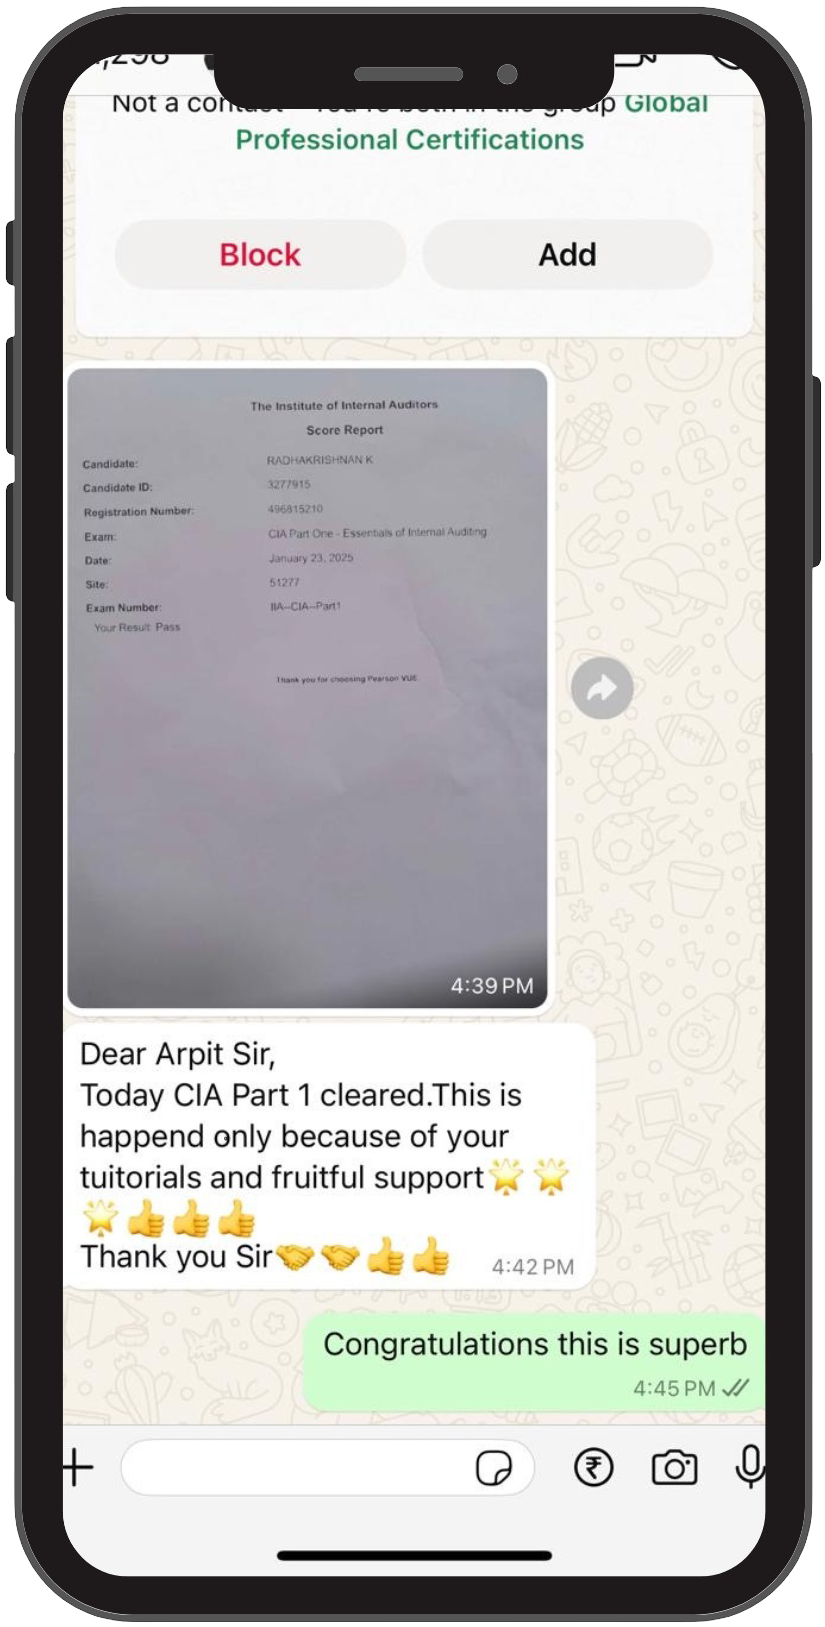 Not a contact
group Global
Professional Certifications
Block
Add
The Institute of Internal Auditors
Score Report
Candidate: RADHAKRISHNAN K
Candidate ID: 3277915
Registration Number: 496815210
Exam: CIA Part One - Essentials of Internal Auditing
Date: January 23, 2025
Site: 51277
Exam Number: IIA--CIA--Part1
Your Result: Pass
Thank you for choosing Pearson VUE.
4:39 PM
Dear Arpit Sir,
Today CIA Part 1 cleared.This is
happend only because of your
tuitorials and fruitful support🌟 🌟
🌟 👍 👍 👍
Thank you Sir🤝 🤝 👍 👍 4:42 PM
Congratulations this is superb
4:45 PM